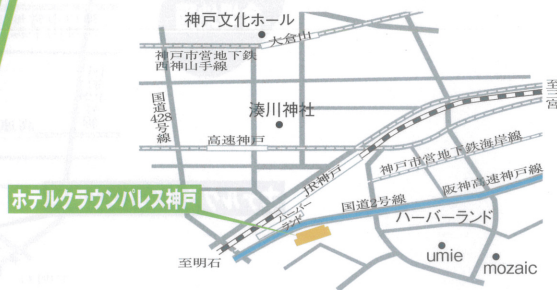 神戸文化ホール
大倉山
神戸市営地下鉄
西神山手線
国道428号線
湊川神社
高速神戸
至三宮
神戸市営地下鉄海岸線
JR神戸
阪神高速神戸線
国道2号線
ホテルクラウンパレス神戸
ハーバー
ランド
ハーバーランド
umie
mozaic
至明石